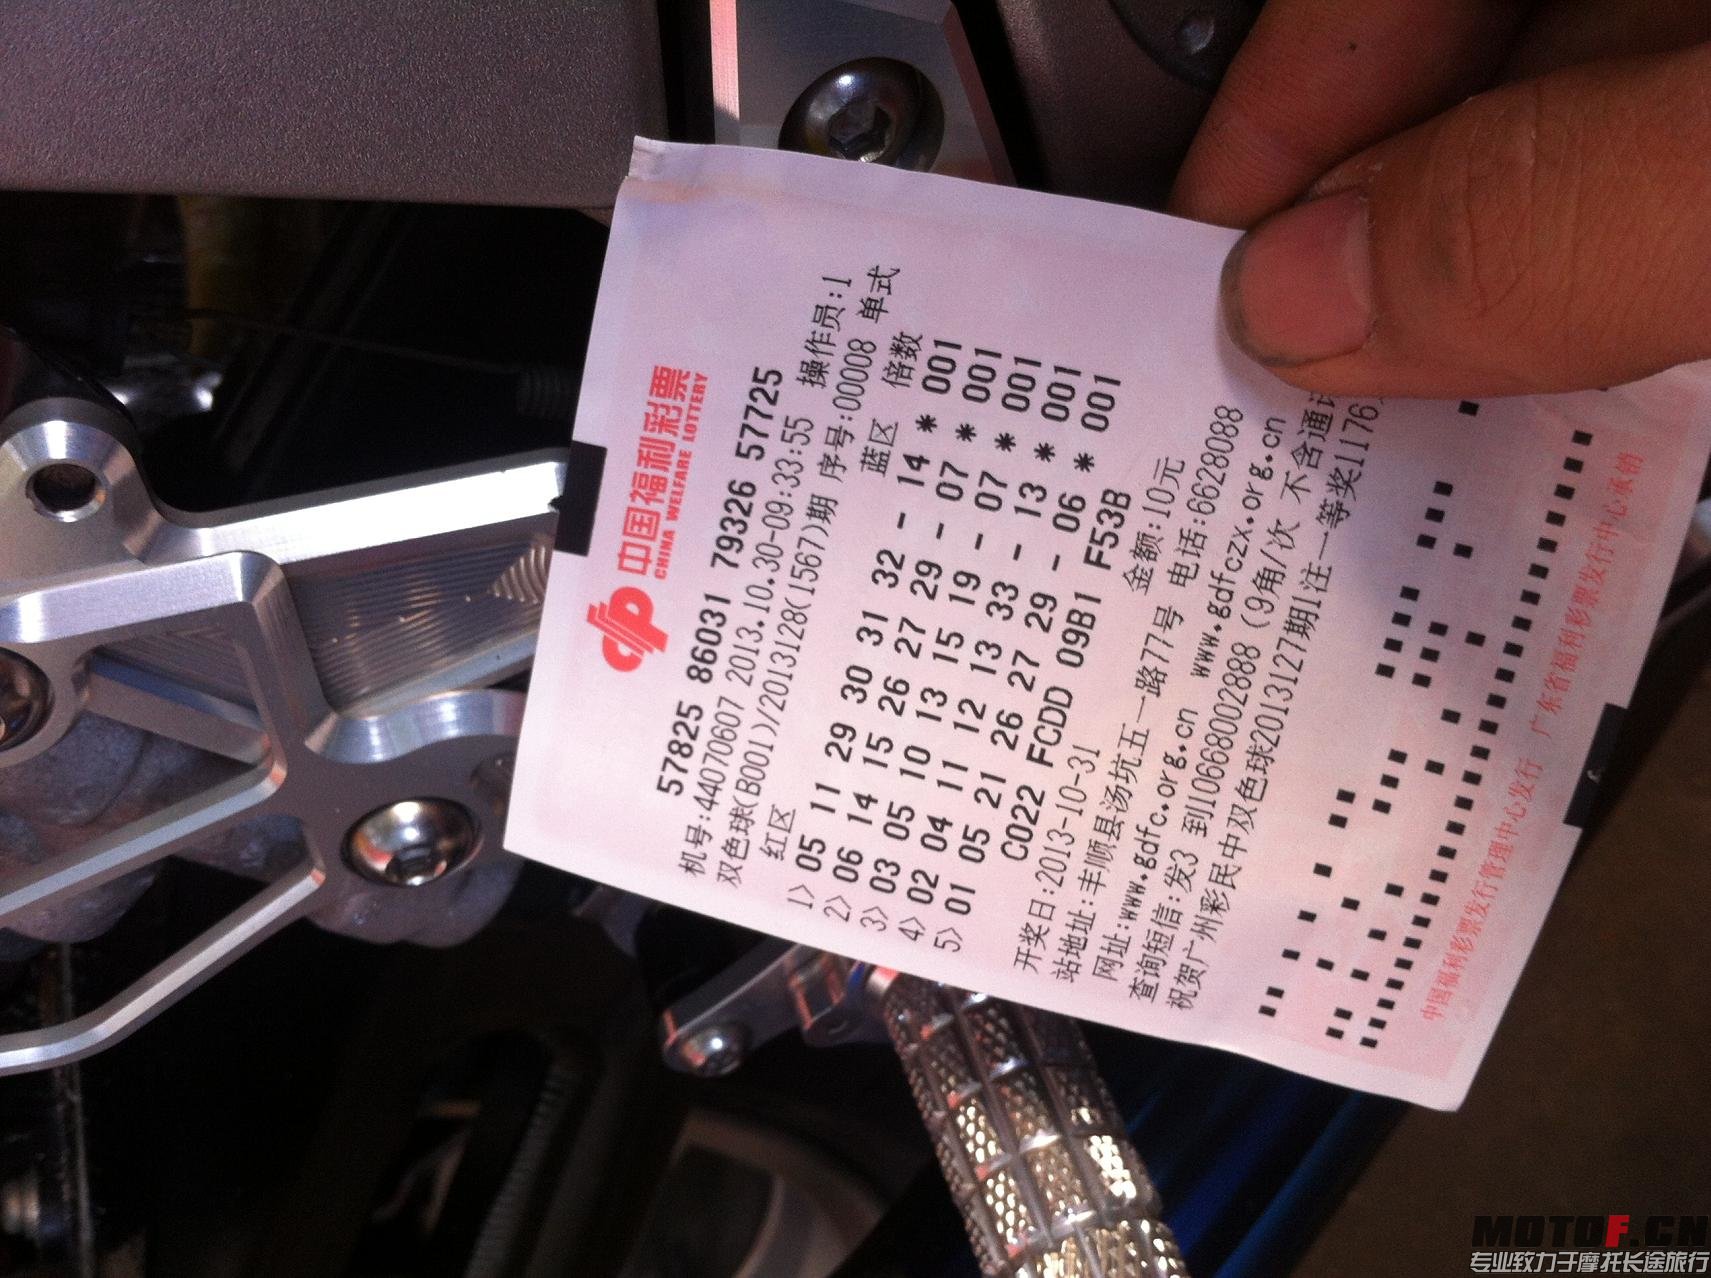 中国福利彩票
CHINA WELFARE LOTTERY
57825 86031 79326 57725
机号:44070607 2013.10.30-09:33:55 操作员:1
双色球(B001)/2013128(1567)期 序号:00008 单式
红区 蓝区 倍数
1> 05 11 29 30 31 32 - 14 * 001
2> 06 14 15 26 27 29 - 07 * 001
3> 03 05 10 13 15 19 - 07 * 001
4> 02 04 11 12 13 33 - 13 * 001
5> 01 05 21 26 27 29 - 06 * 001
C022 FCDD 09B1 F53B
开奖日:2013-10-31 金额:10元
站地址:丰顺县汤坑五一路77号 电话:6628088
网址:www.gdfc.org.cn www.gdfczx.org.cn
查询短信:发3 到1066800288​8 (9角/次 不含通
祝贺广州彩民中双色球2013127期1注一等奖1176
中国福利彩票发行管理中心发行 广东省福利彩票发行中心承销
MOTOF.CN
专业致力于摩托长途旅行